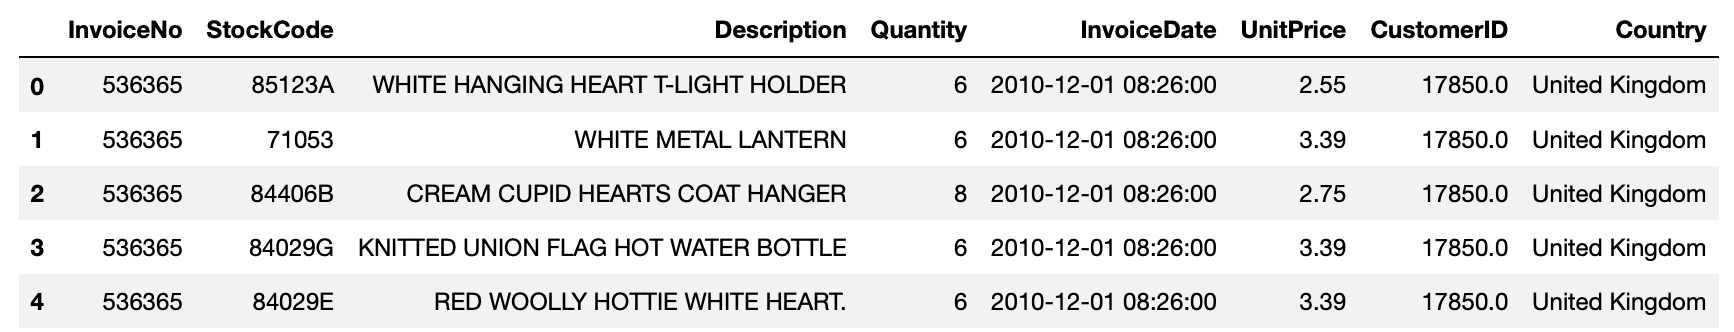 InvoiceNo StockCode Description Quantity InvoiceDate UnitPrice CustomerID Country
0 536365 85123A WHITE HANGING HEART T-LIGHT HOLDER 6 2010-12-01 08:26:00 2.55 17850.0 United Kingdom
1 536365 71053 WHITE METAL LANTERN 6 2010-12-01 08:26:00 3.39 17850.0 United Kingdom
2 536365 84406B CREAM CUPID HEARTS COAT HANGER 8 2010-12-01 08:26:00 2.75 17850.0 United Kingdom
3 536365 84029G KNITTED UNION FLAG HOT WATER BOTTLE 6 2010-12-01 08:26:00 3.39 17850.0 United Kingdom
4 536365 84029E RED WOOLLY HOTTIE WHITE HEART. 6 2010-12-01 08:26:00 3.39 17850.0 United Kingdom